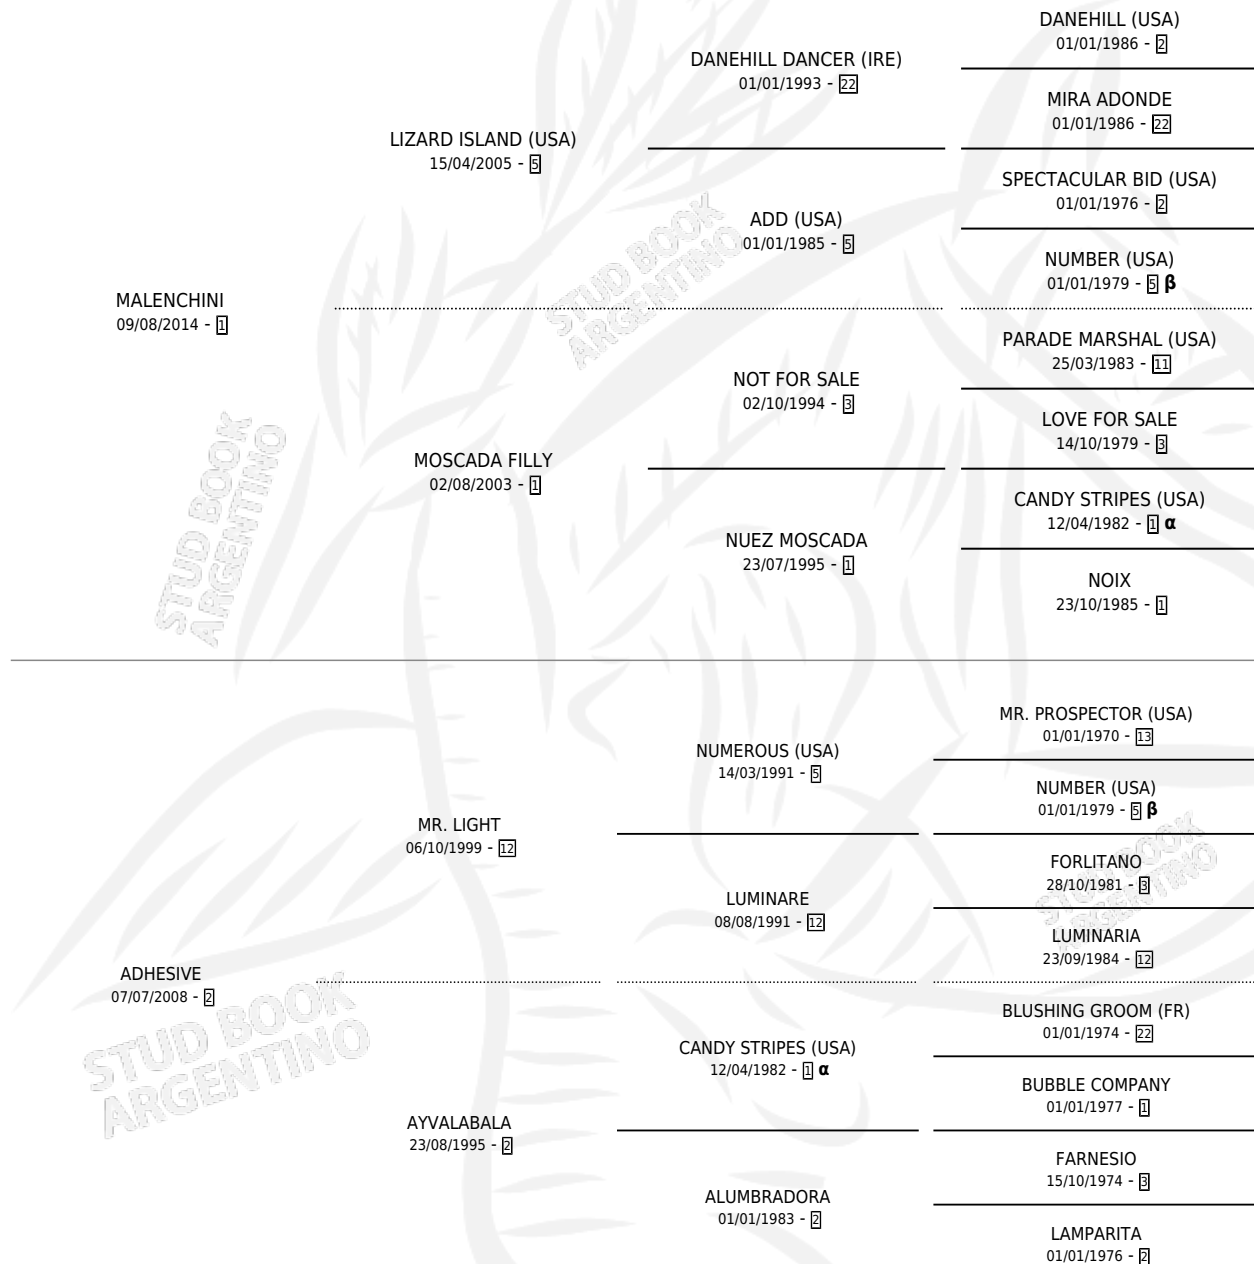 DANEHILL (USA)
01/01/1986 - 2
DANEHILL DANCER (IRE)
01/01/1993 - 22
MIRA ADONDE
01/01/1986 - 22
LIZARD ISLAND (USA)
15/04/2005 - 5
SPECTACULAR BID (USA)
01/01/1976 - 2
ADD (USA)
01/01/1985 - 5
NUMBER (USA)
01/01/1979 - 5 β
MALENCHINI
09/08/2014 - 1
PARADE MARSHAL (USA)
25/03/1983 - 11
NOT FOR SALE
02/10/1994 - 3
LOVE FOR SALE
14/10/1979 - 3
MOSCADA FILLY
02/08/2003 - 1
CANDY STRIPES (USA)
12/04/1982 - 1 α
NUEZ MOSCADA
23/07/1995 - 1
NOIX
23/10/1985 - 1
MR. PROSPECTOR (USA)
01/01/1970 - 13
NUMEROUS (USA)
14/03/1991 - 5
NUMBER (USA)
01/01/1979 - 5 β
MR. LIGHT
06/10/1999 - 12
FORLITANO
28/10/1981 - 3
LUMINARE
08/08/1991 - 12
LUMINARIA
23/09/1984 - 12
ADHESIVE
07/07/2008 - 2
BLUSHING GROOM (FR)
01/01/1974 - 22
CANDY STRIPES (USA)
12/04/1982 - 1 α
BUBBLE COMPANY
01/01/1977 - 1
AYVALABALA
23/08/1995 - 2
FARNESIO
15/10/1974 - 3
ALUMBRADORA
01/01/1983 - 2
LAMPARITA
01/01/1976 - 2
STUD BOOK
ARGENTINO
STUD BOOK
ARGENTINO
STUD BOOK
ARGENTINO
STUD BOOK
ARGENTINO